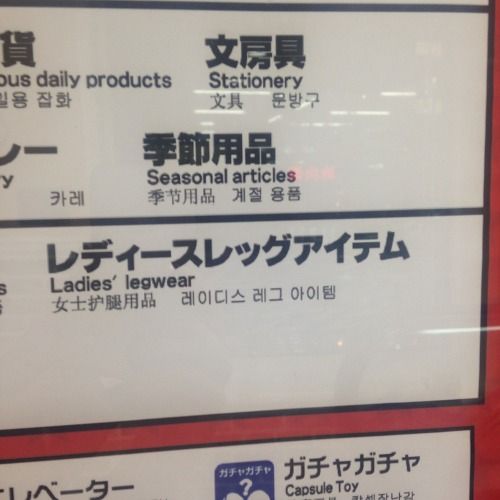 貨 文房具
ous daily products Stationery
일용 잡화 文具 문방구
レー 季節用品
ry Seasonal articles
카레 季节用品 계절 용품
レディースレッグアイテム
s Ladies' legwear
女士护腿用品 레이디스 레그 아이템
エレベーター ガチャガチャ ? ガチャガチャ
Capsule Toy